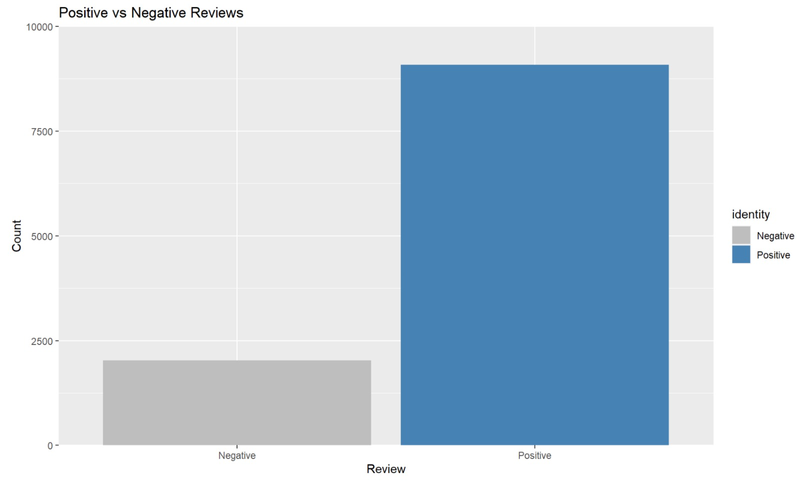 Positive vs Negative Reviews
10000
7500
5000
2500
0
Count
Negative
Positive
Review
identity
Negative
Positive